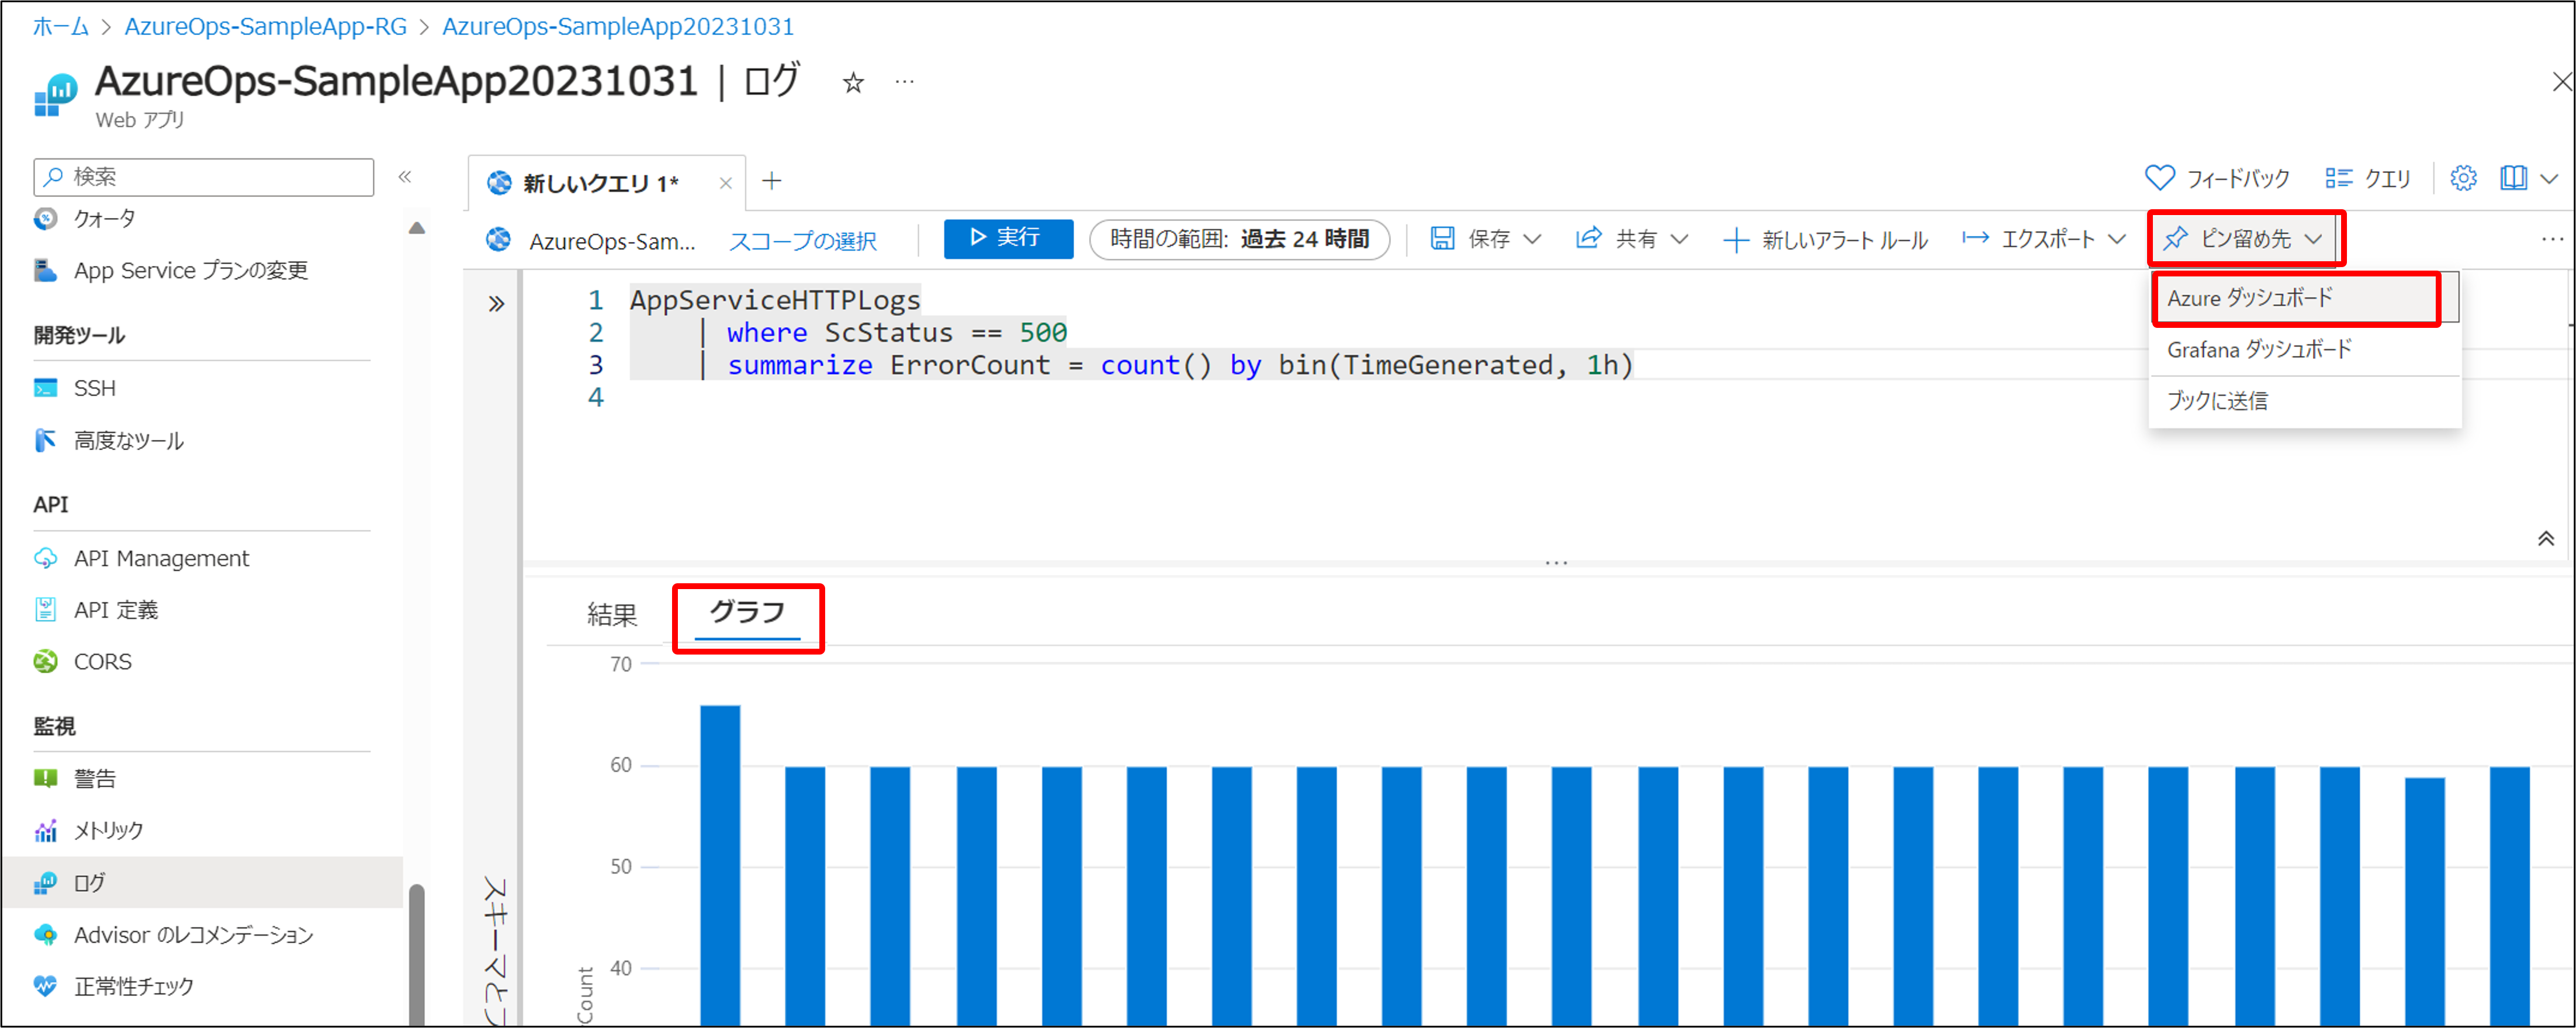 ホーム > AzureOps-SampleApp-RG > AzureOps-SampleApp20231031
AzureOps-SampleApp20231031 | ログ ☆ …
Web アプリ
検索
クォータ
App Service プランの変更
開発ツール
SSH
高度なツール
API
API Management
API 定義
CORS
監視
警告
メトリック
ログ
Advisor のレコメンデーション
正常性チェック
新しいクエリ 1*
フィードバック
クエリ
AzureOps-Sam...
スコープの選択
実行
時間の範囲: 過去 24 時間
保存
共有
新しいアラート ルール
エクスポート
ピン留め先
Azure ダッシュボード
Grafana ダッシュボード
ブックに送信
1 AppServiceHTTPLogs
2 | where ScStatus == 500
3 | summarize ErrorCount = count() by bin(TimeGenerated, 1h)
4
スキーマと
結果
グラフ
70
60
50
40
Count